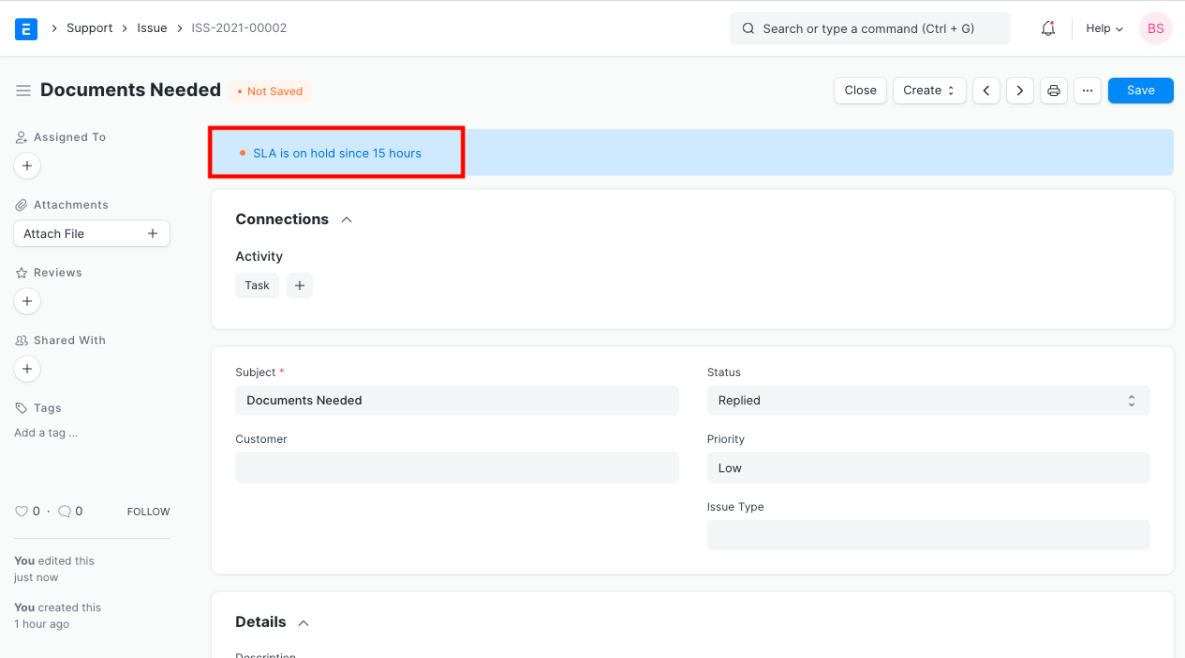 E
Support
Issue
ISS-2021-00002
Search or type a command (Ctrl + G)
Help
BS
Documents Needed
• Not Saved
Close
Create
...
Save
Assigned To
+
Attachments
Attach File +
Reviews
+
Shared With
+
Tags
Add a tag ...
0 · 0
FOLLOW
You edited this
just now
You created this
1 hour ago
SLA is on hold since 15 hours
Connections
Activity
Task
+
Subject *
Documents Needed
Customer
Status
Replied
Priority
Low
Issue Type
Details
Description